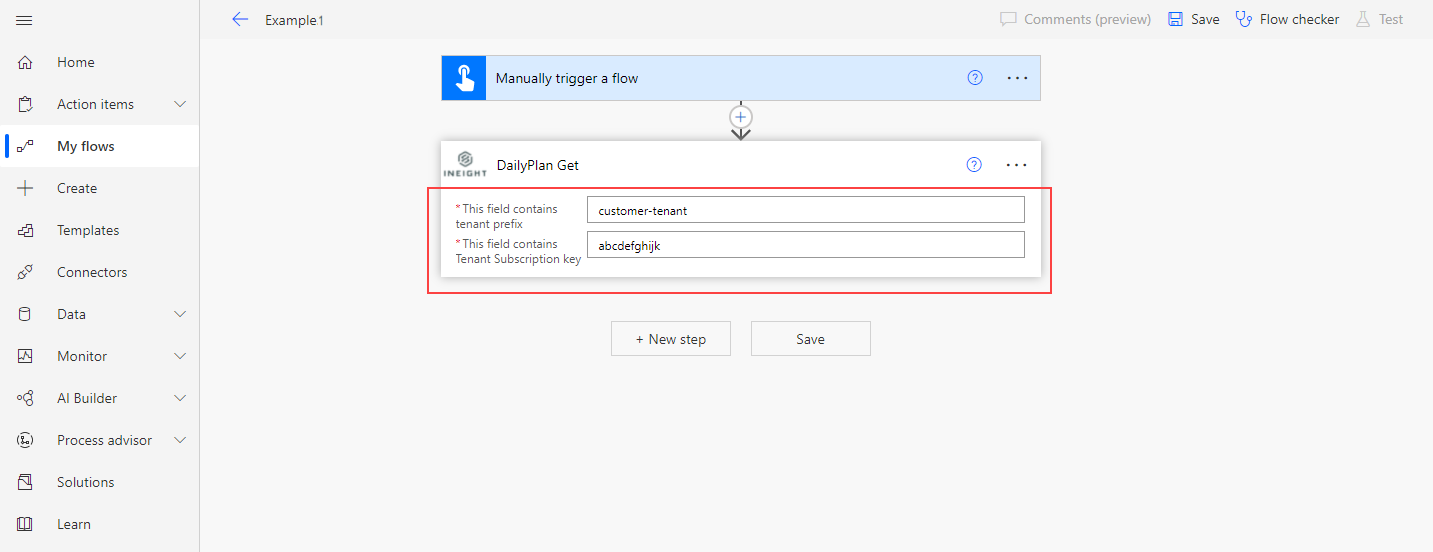 Example1
Comments (preview)
Save
Flow checker
Test
Home
Action items
My flows
Create
Templates
Connectors
Data
Monitor
AI Builder
Process advisor
Solutions
Learn
Manually trigger a flow
INEIGHT
DailyPlan Get
*This field contains
tenant prefix
customer-tenant
*This field contains
Tenant Subscription key
abcdefghijk
+ New step
Save